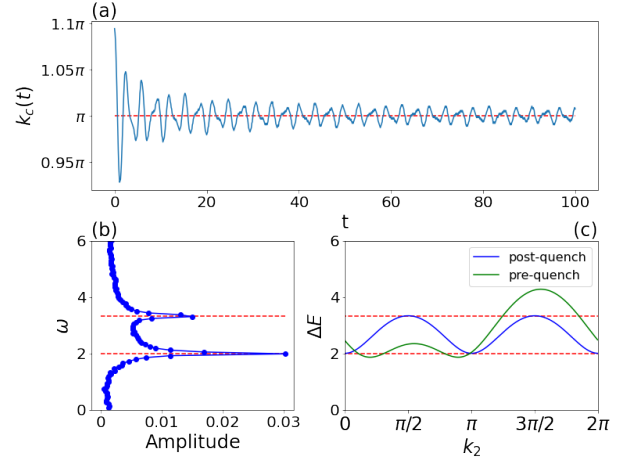 (a)
1.1π
1.05π
π
0.95π
k_c(t)
0 20 40 60 80 100
t
(b) (c)
6
4
2
0
ω
0 0.01 0.02 0.03
Amplitude
6
4
2
0
ΔE
post-quench
pre-quench
0 π/2 π 3π/2 2π
k_2